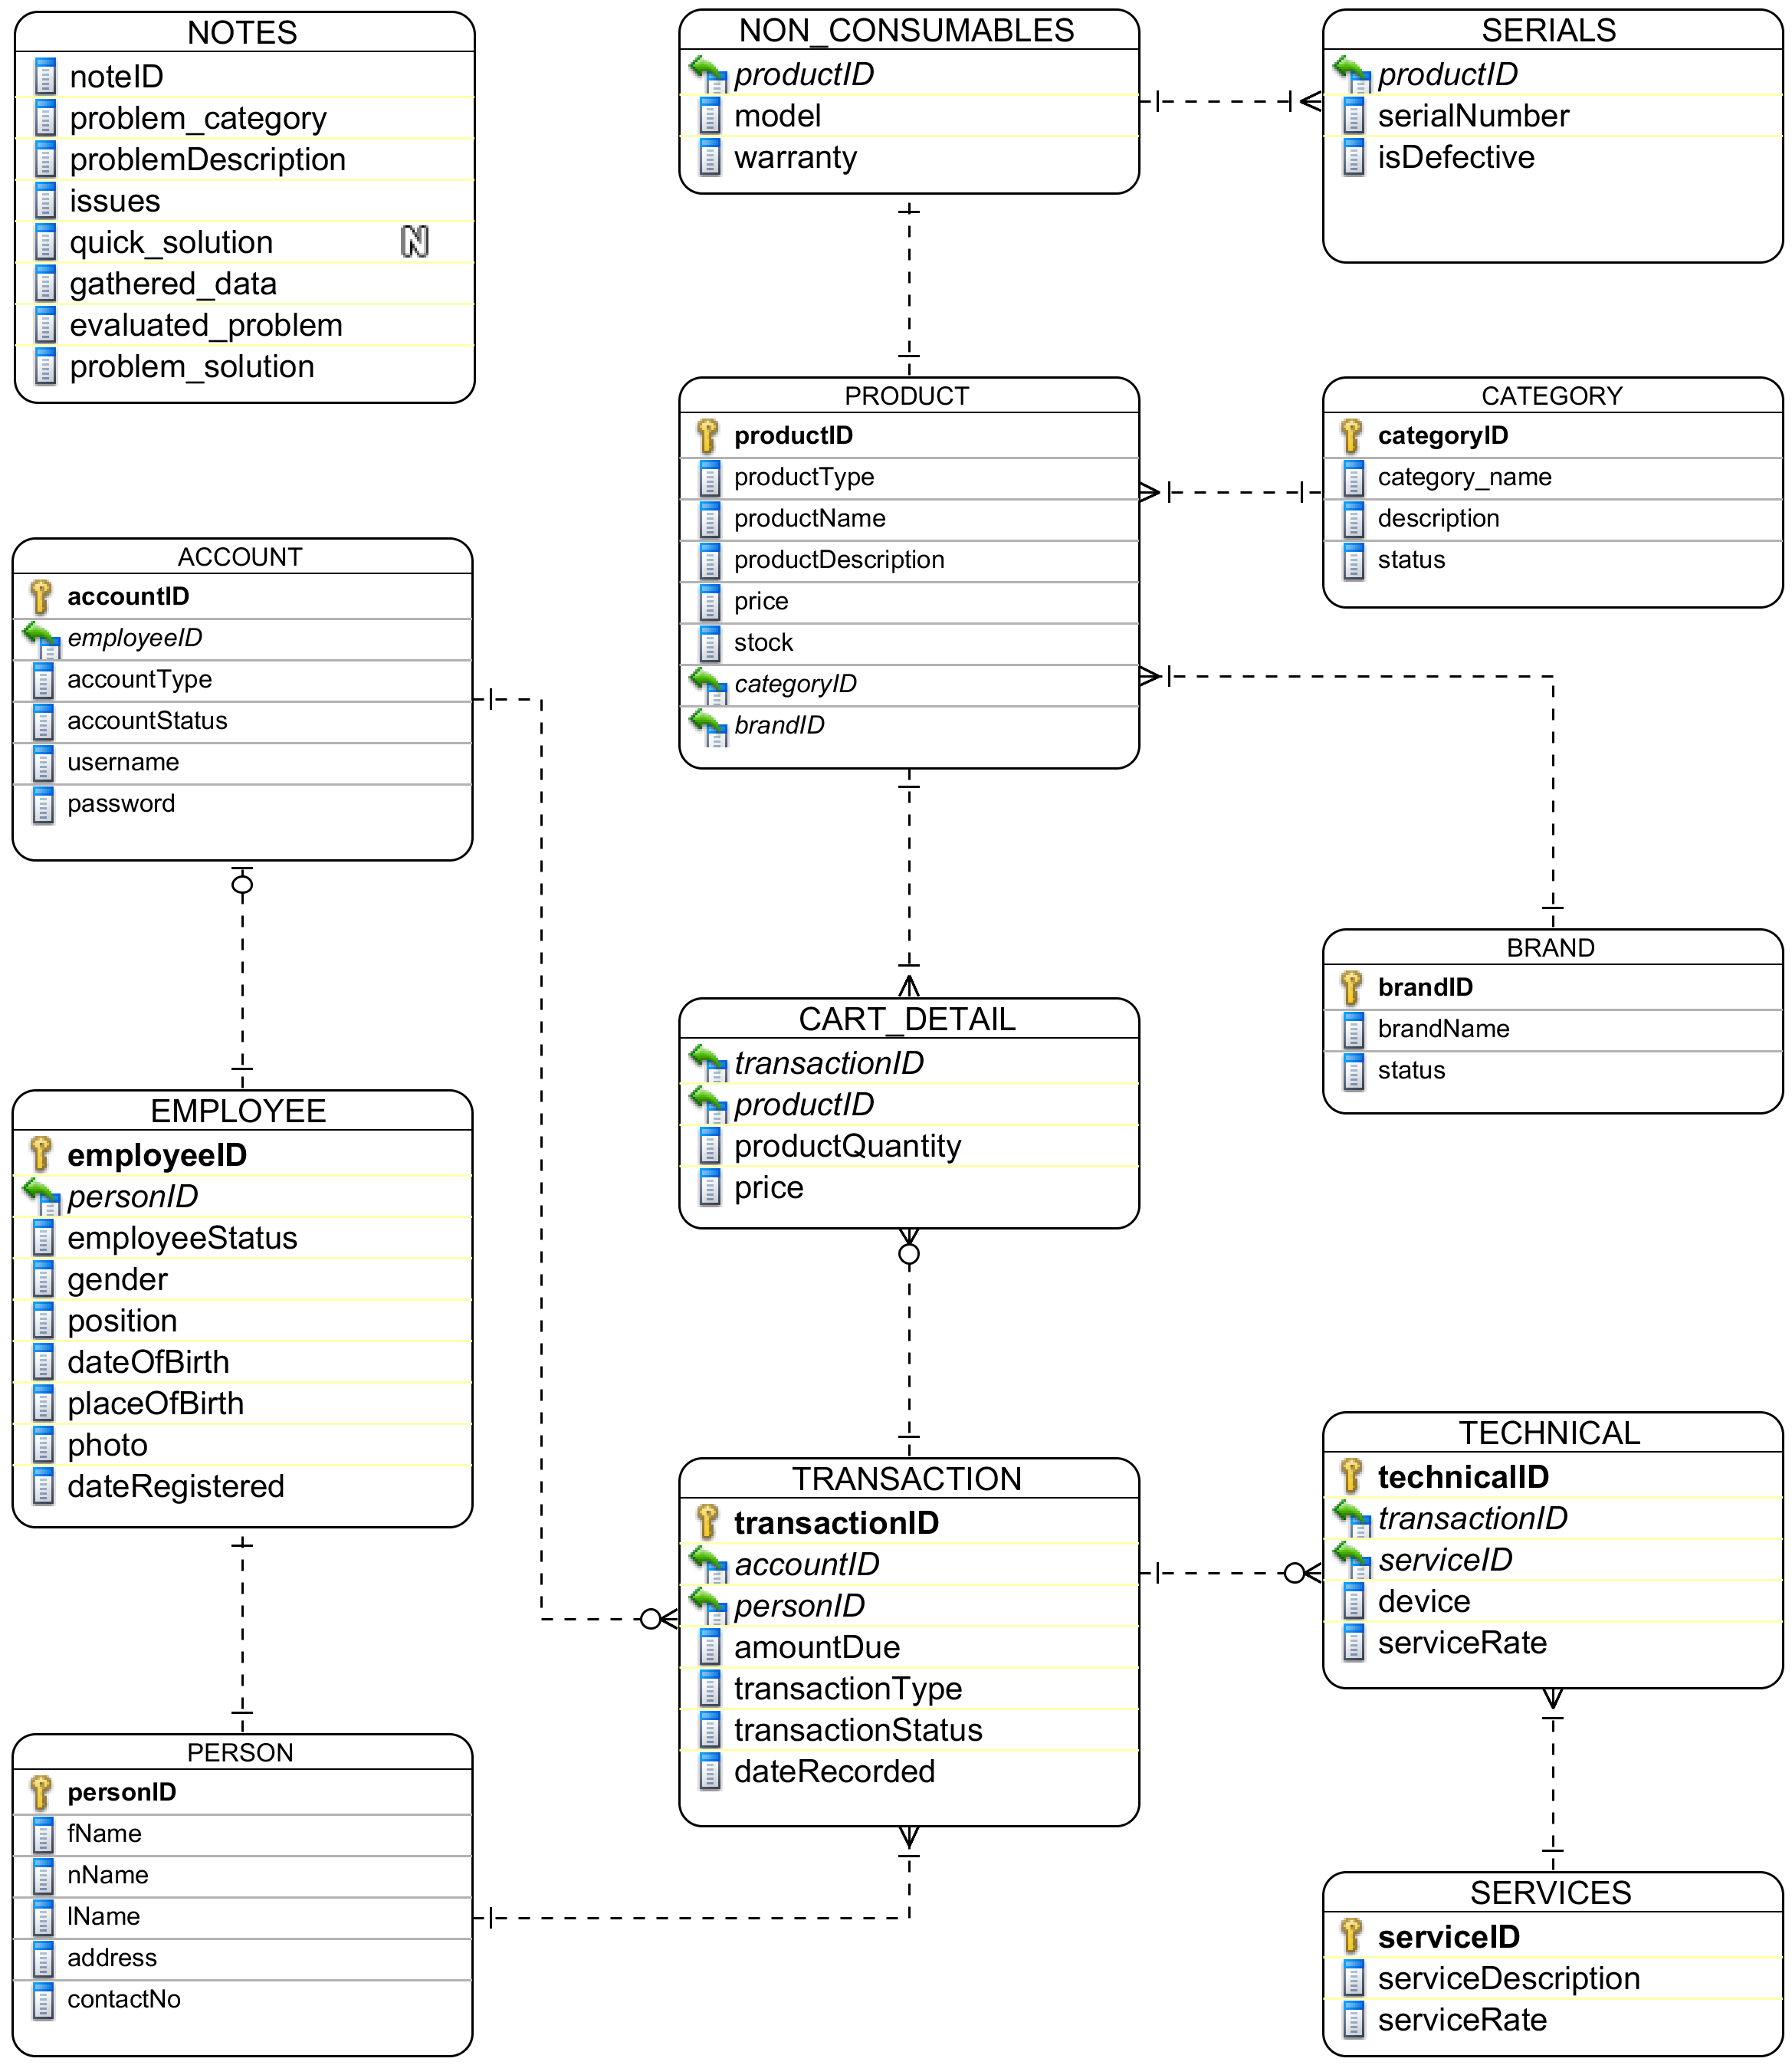 NOTES
noteID
problem_category
problemDescription
issues
quick_solution N
gathered_data
evaluated_problem
problem_solution
NON_CONSUMABLES
productID
model
warranty
SERIALS
productID
serialNumber
isDefective
PRODUCT
productID
productType
productName
productDescription
price
stock
categoryID
brandID
CATEGORY
categoryID
category_name
description
status
ACCOUNT
accountID
employeeID
accountType
accountStatus
username
password
BRAND
brandID
brandName
status
CART_DETAIL
transactionID
productID
productQuantity
price
EMPLOYEE
employeeID
personID
employeeStatus
gender
position
dateOfBirth
placeOfBirth
photo
dateRegistered
TRANSACTION
transactionID
accountID
personID
amountDue
transactionType
transactionStatus
dateRecorded
TECHNICAL
technicalID
transactionID
serviceID
device
serviceRate
PERSON
personID
fName
nName
lName
address
contactNo
SERVICES
serviceID
serviceDescription
serviceRate